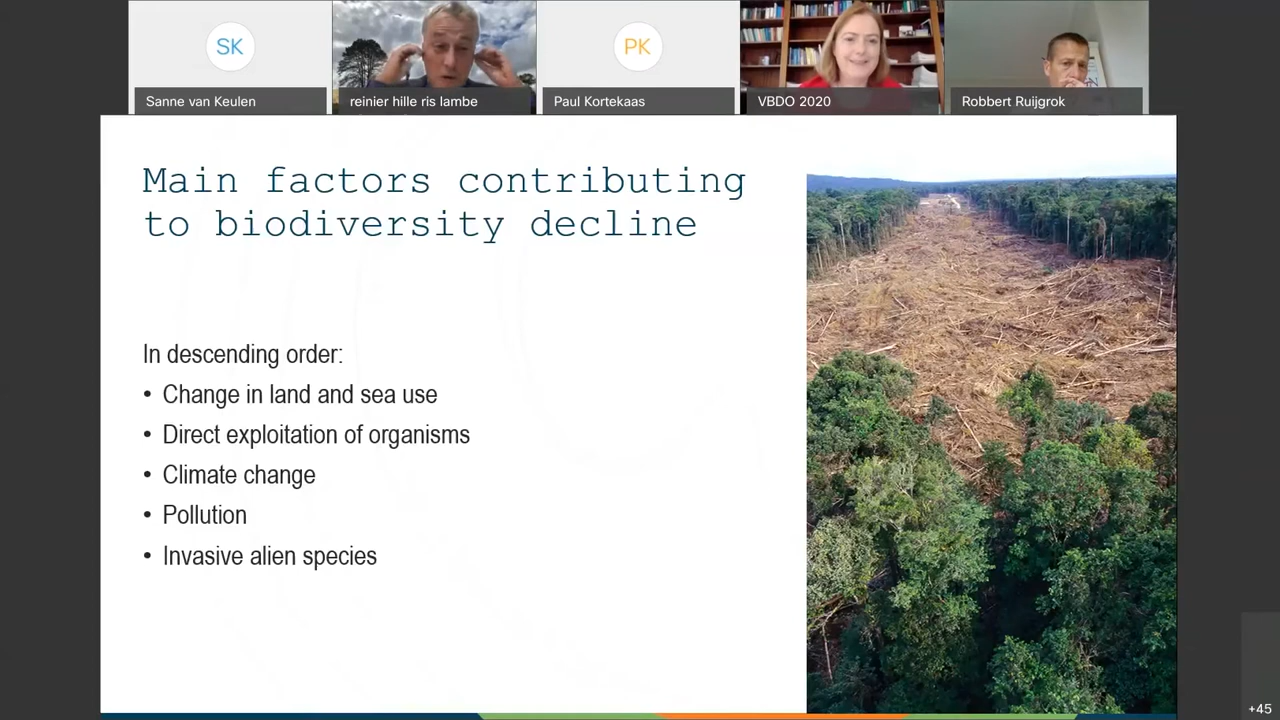 SK
PK
Sanne van Keulen
reinier hille ris lambe
Paul Kortekaas
VBDO 2020
Robbert Ruijgrok
Main factors contributing
to biodiversity decline
In descending order:
• Change in land and sea use
• Direct exploitation of organisms
• Climate change
• Pollution
• Invasive alien species
+45